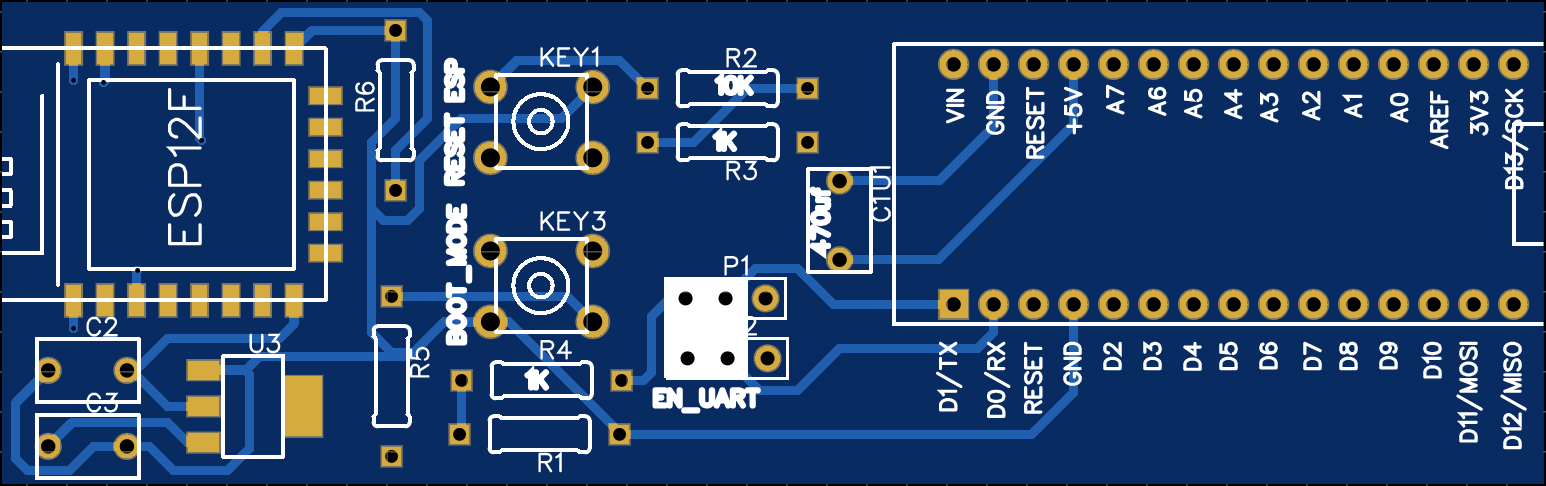 ESP12F
R6
RESET ESP
KEY1
R2
10K
1K
R3
C1
U1
470uf
VIN
GND
RESET
+5V
A7
A6
A5
A4
A3
A2
A1
A0
AREF
3V3
D13/SCK
BOOT_MODE
KEY3
P1
C2
U3
R5
R4
1K
R1
C3
2
EN_UART
D1/TX
D0/RX
RESET
GND
D2
D3
D4
D5
D6
D7
D8
D9
D10
D11/MOSI
D12/MISO